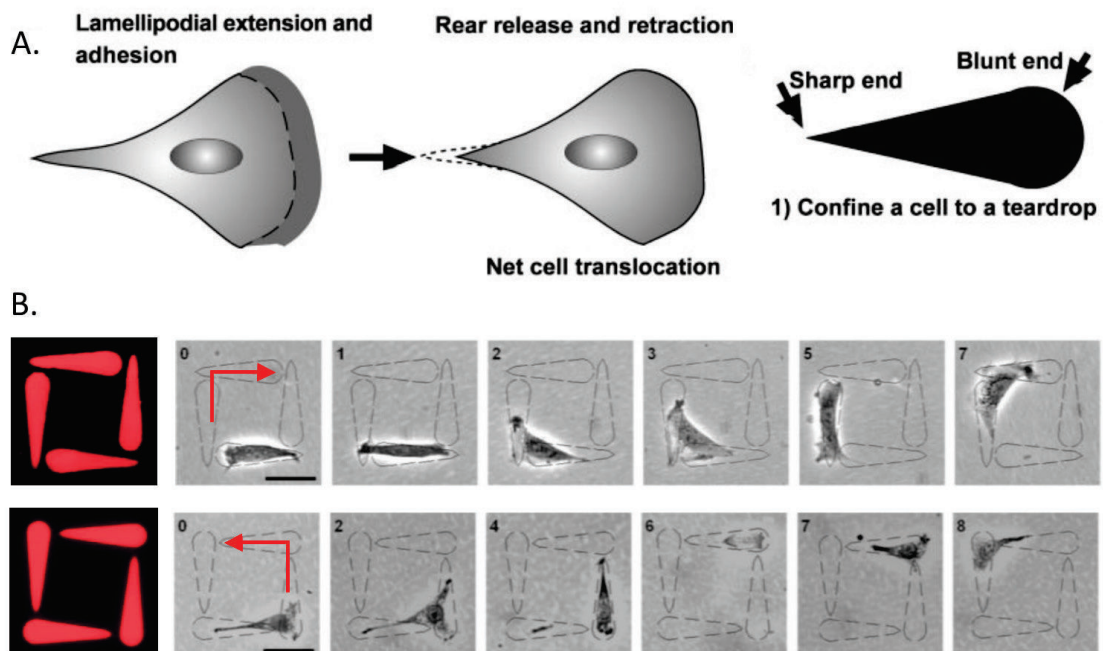 A.
Lamellipodial extension and
adhesion
Rear release and retraction
Net cell translocation
Sharp end
Blunt end
1) Confine a cell to a teardrop
B.
0
1
2
3
5
7
0
2
4
6
7
8